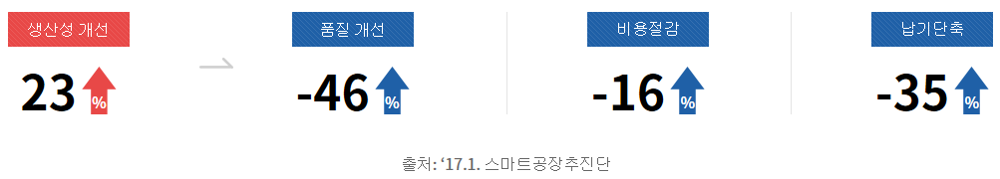 생산성 개선
품질 개선
비용절감
납기단축
23%
-46%
-16%
-35%
출처: ‘17.1. 스마트공장추진단